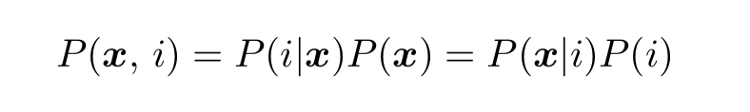 P(𝒙, i) = P(i|𝒙)P(𝒙) = P(𝒙|i)P(i)